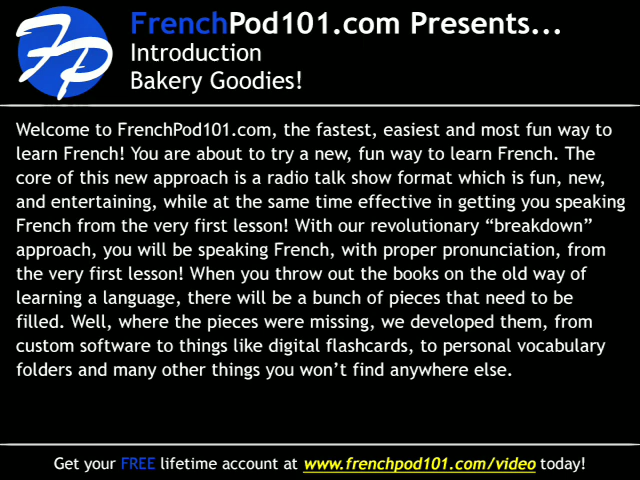 FP
FrenchPod101.com Presents...
Introduction
Bakery Goodies!
Welcome to FrenchPod101.com, the fastest, easiest and most fun way to
learn French! You are about to try a new, fun way to learn French. The
core of this new approach is a radio talk show format which is fun, new,
and entertaining, while at the same time effective in getting you speaking
French from the very first lesson! With our revolutionary “breakdown”
approach, you will be speaking French, with proper pronunciation, from
the very first lesson! When you throw out the books on the old way of
learning a language, there will be a bunch of pieces that need to be
filled. Well, where the pieces were missing, we developed them, from
custom software to things like digital flashcards, to personal vocabulary
folders and many other things you won’t find anywhere else.
Get your FREE lifetime account at www.frenchpod101.com/video today!